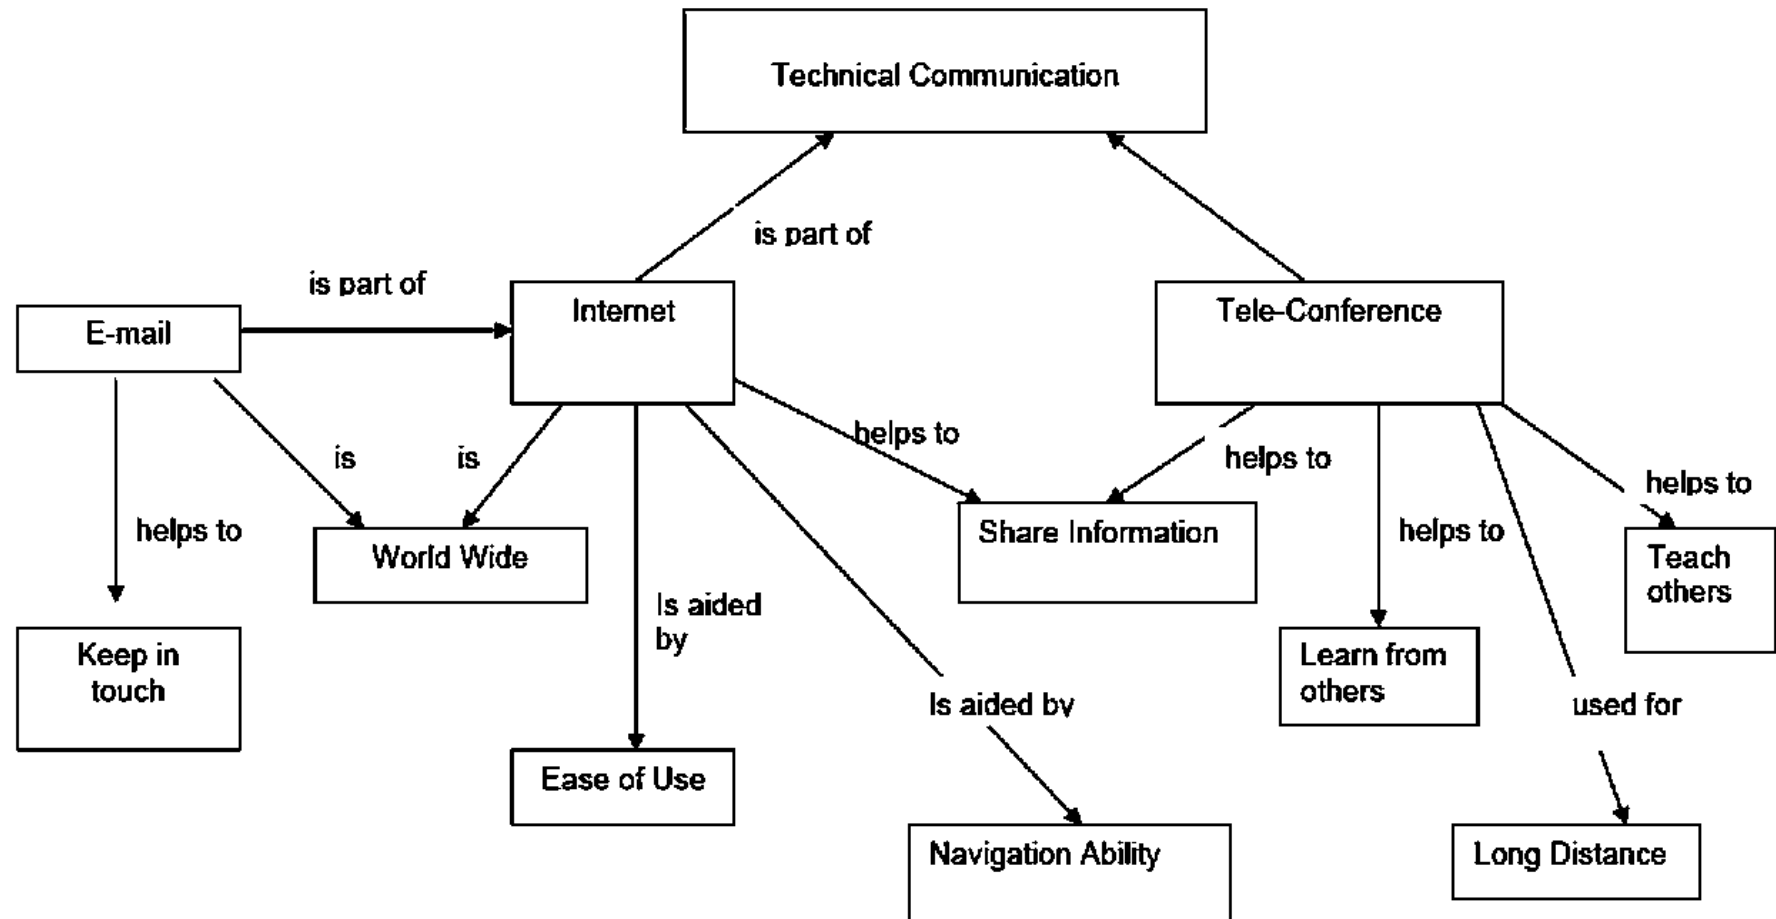 Technical Communication
is part of
is part of
Internet
Tele-Conference
E-mail
helps to
is
is
helps to
helps to
helps to
Share Information
helps to
helps to
World Wide
Teach
others
Is aided
by
Keep in
touch
Learn from
others
Is aided by
used for
Ease of Use
Navigation Ability
Long Distance